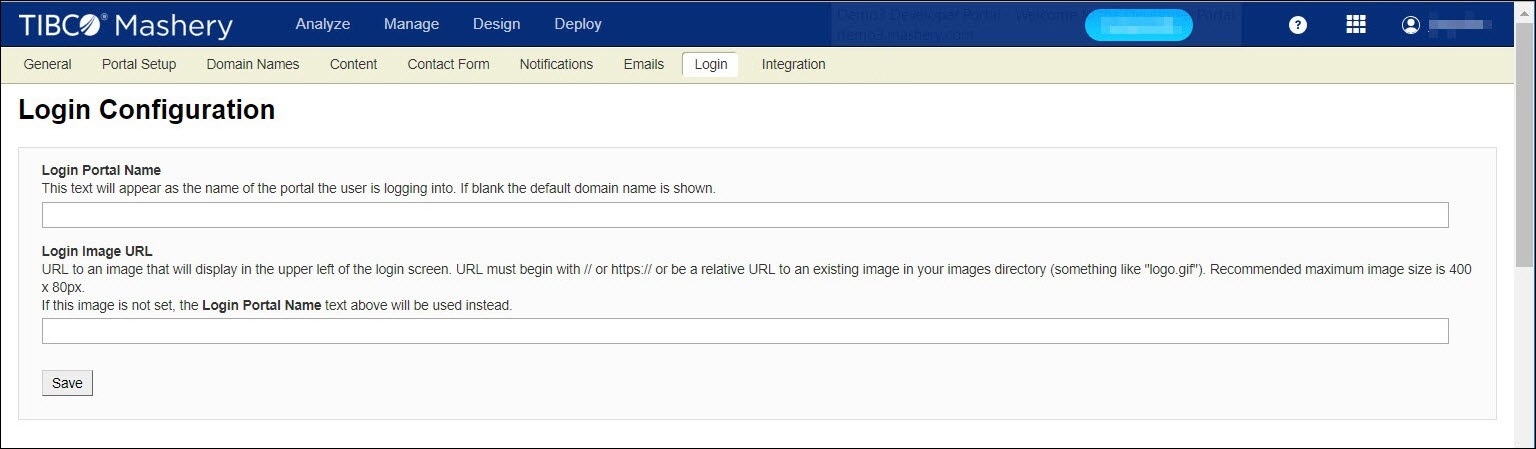 TIBCO® Mashery Analyze Manage Design Deploy
Demo3 Developer Portal - Welcome Portal
demo3.mashery.com
?
General Portal Setup Domain Names Content Contact Form Notifications Emails Login Integration
Login Configuration
Login Portal Name
This text will appear as the name of the portal the user is logging into. If blank the default domain name is shown.
Login Image URL
URL to an image that will display in the upper left of the login screen. URL must begin with // or https:// or be a relative URL to an existing image in your images directory (something like "logo.gif"). Recommended maximum image size is 400
x 80px.
If this image is not set, the Login Portal Name text above will be used instead.
Save